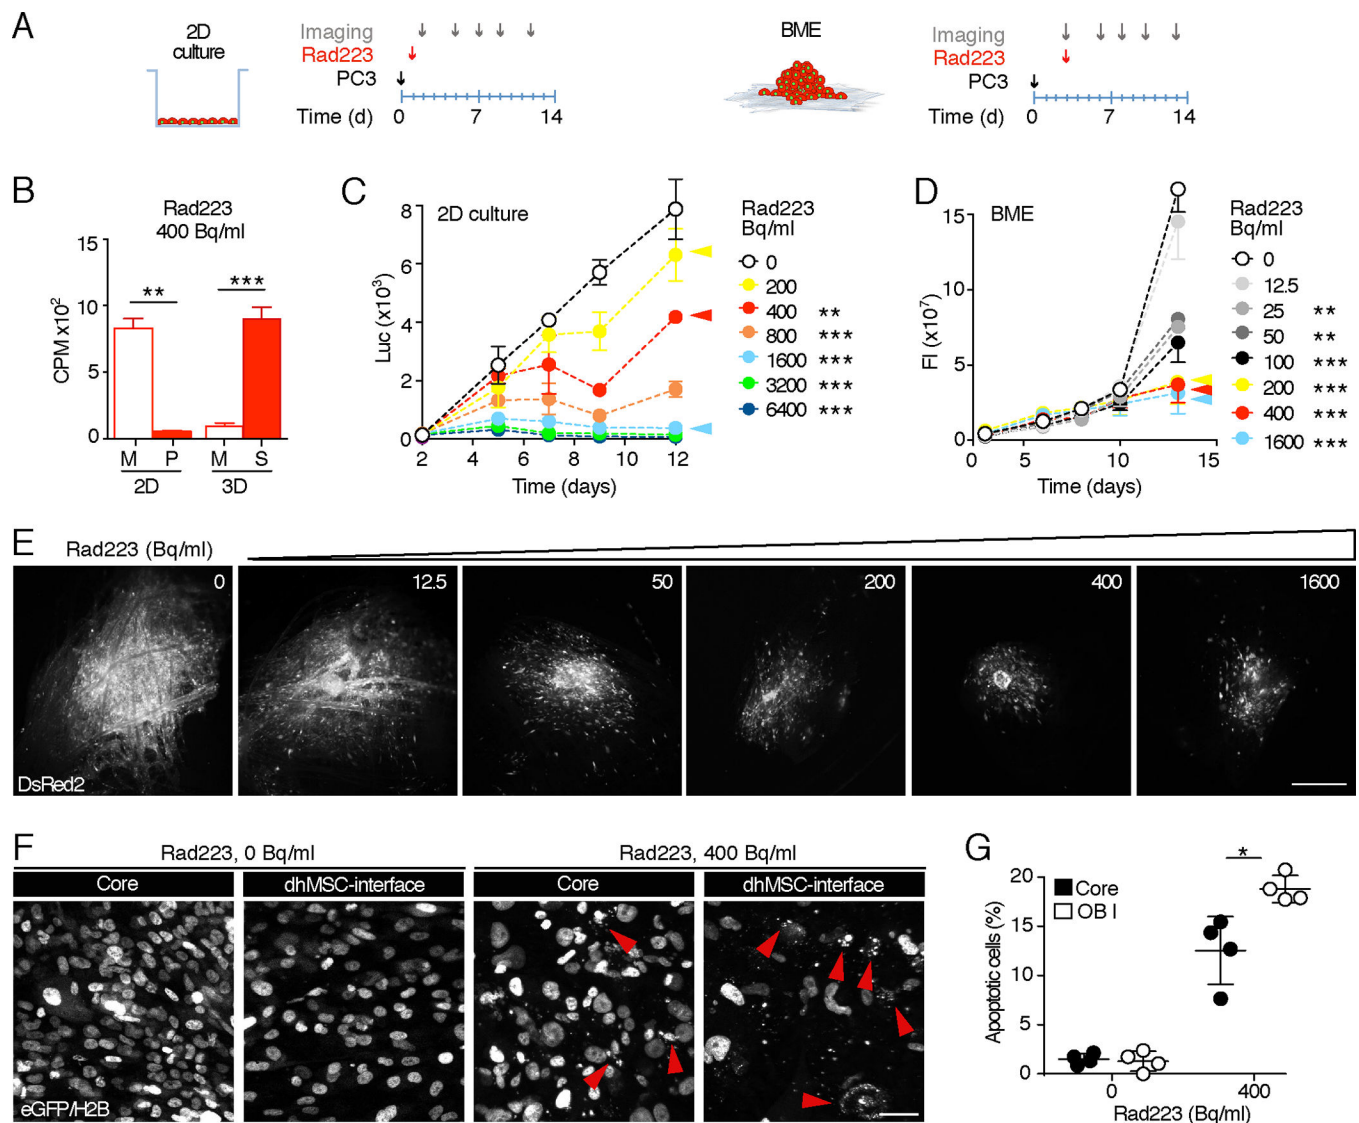 A
2D
culture
Imaging
Rad223
PC3
Time (d)
0
7
14
BME
Imaging
Rad223
PC3
Time (d)
0
7
14
B
Rad223
400 Bq/ml
CPM x10²
15
10
5
0
**
***
M
P
M
S
2D
3D
C
2D culture
Luc (x10³)
8
6
4
2
0
2
4
6
8
10
12
Time (days)
Rad223
Bq/ml
0
200
400 **
800 ***
1600 ***
3200 ***
6400 ***
D
BME
FI (x10⁷)
15
10
5
0
0
5
10
15
Time (days)
Rad223
Bq/ml
0
12.5
25 **
50 **
100 ***
200 ***
400 ***
1600 ***
E
Rad223 (Bq/ml)
0
12.5
50
200
400
1600
DsRed2
F
Rad223, 0 Bq/ml
Rad223, 400 Bq/ml
Core
dhMSC-interface
Core
dhMSC-interface
eGFP/H2B
G
Apoptotic cells (%)
20
15
10
5
0
Core
OB I
*
0
400
Rad223 (Bq/ml)